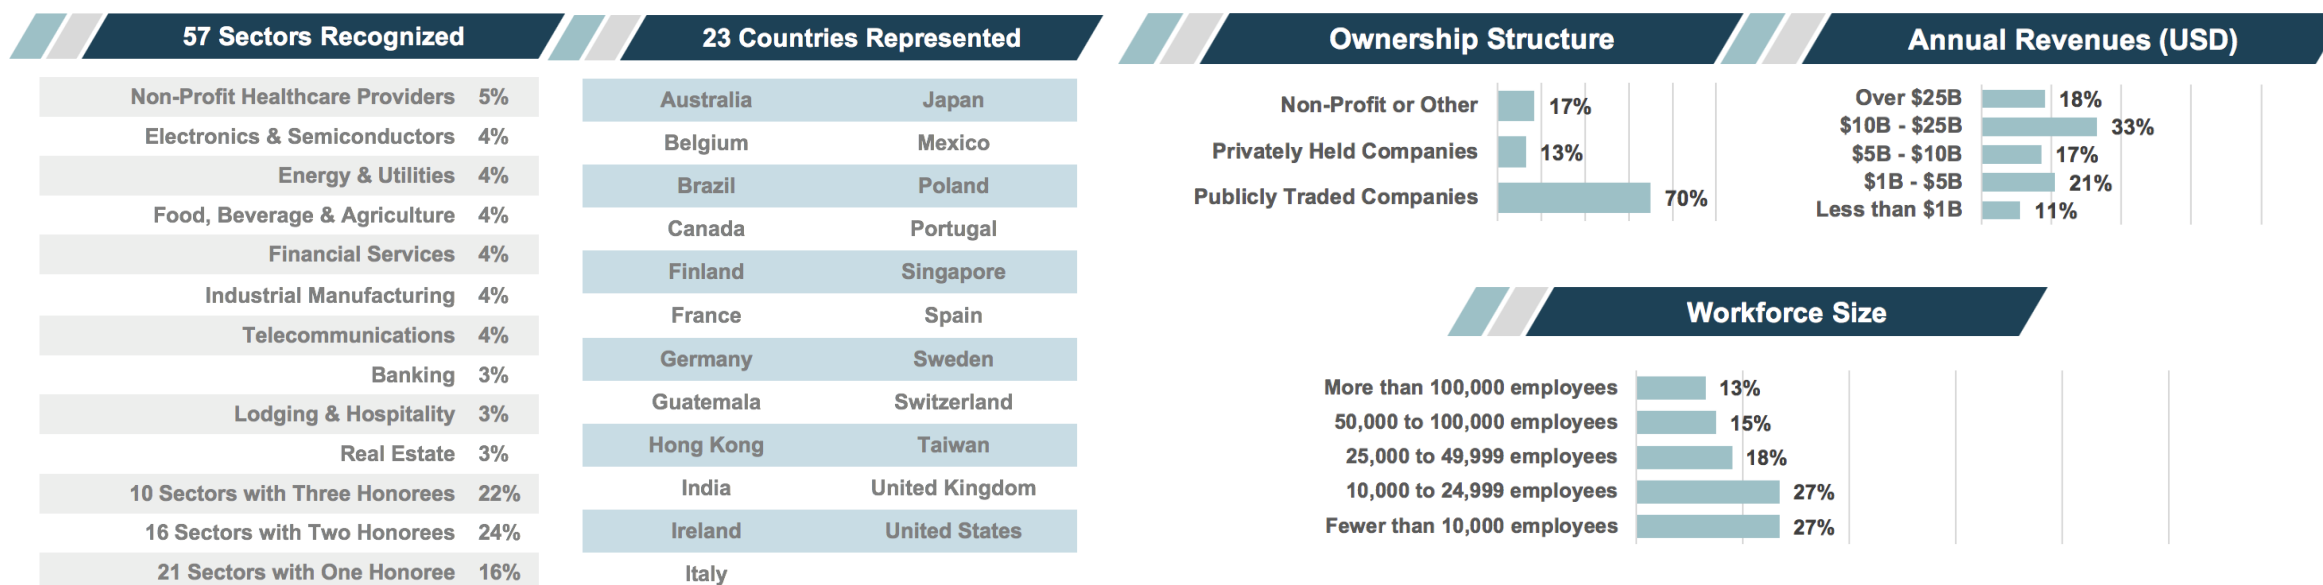 57 Sectors Recognized
Non-Profit Healthcare Providers 5%
Electronics & Semiconductors 4%
Energy & Utilities 4%
Food, Beverage & Agriculture 4%
Financial Services 4%
Industrial Manufacturing 4%
Telecommunications 4%
Banking 3%
Lodging & Hospitality 3%
Real Estate 3%
10 Sectors with Three Honorees 22%
16 Sectors with Two Honorees 24%
21 Sectors with One Honoree 16%
23 Countries Represented
Australia Japan
Belgium Mexico
Brazil Poland
Canada Portugal
Finland Singapore
France Spain
Germany Sweden
Guatemala Switzerland
Hong Kong Taiwan
India United Kingdom
Ireland United States
Italy
Ownership Structure
Non-Profit or Other 17%
Privately Held Companies 13%
Publicly Traded Companies 70%
Annual Revenues (USD)
Over $25B 18%
$10B - $25B 33%
$5B - $10B 17%
$1B - $5B 21%
Less than $1B 11%
Workforce Size
More than 100,000 employees 13%
50,000 to 100,000 employees 15%
25,000 to 49,999 employees 18%
10,000 to 24,999 employees 27%
Fewer than 10,000 employees 27%